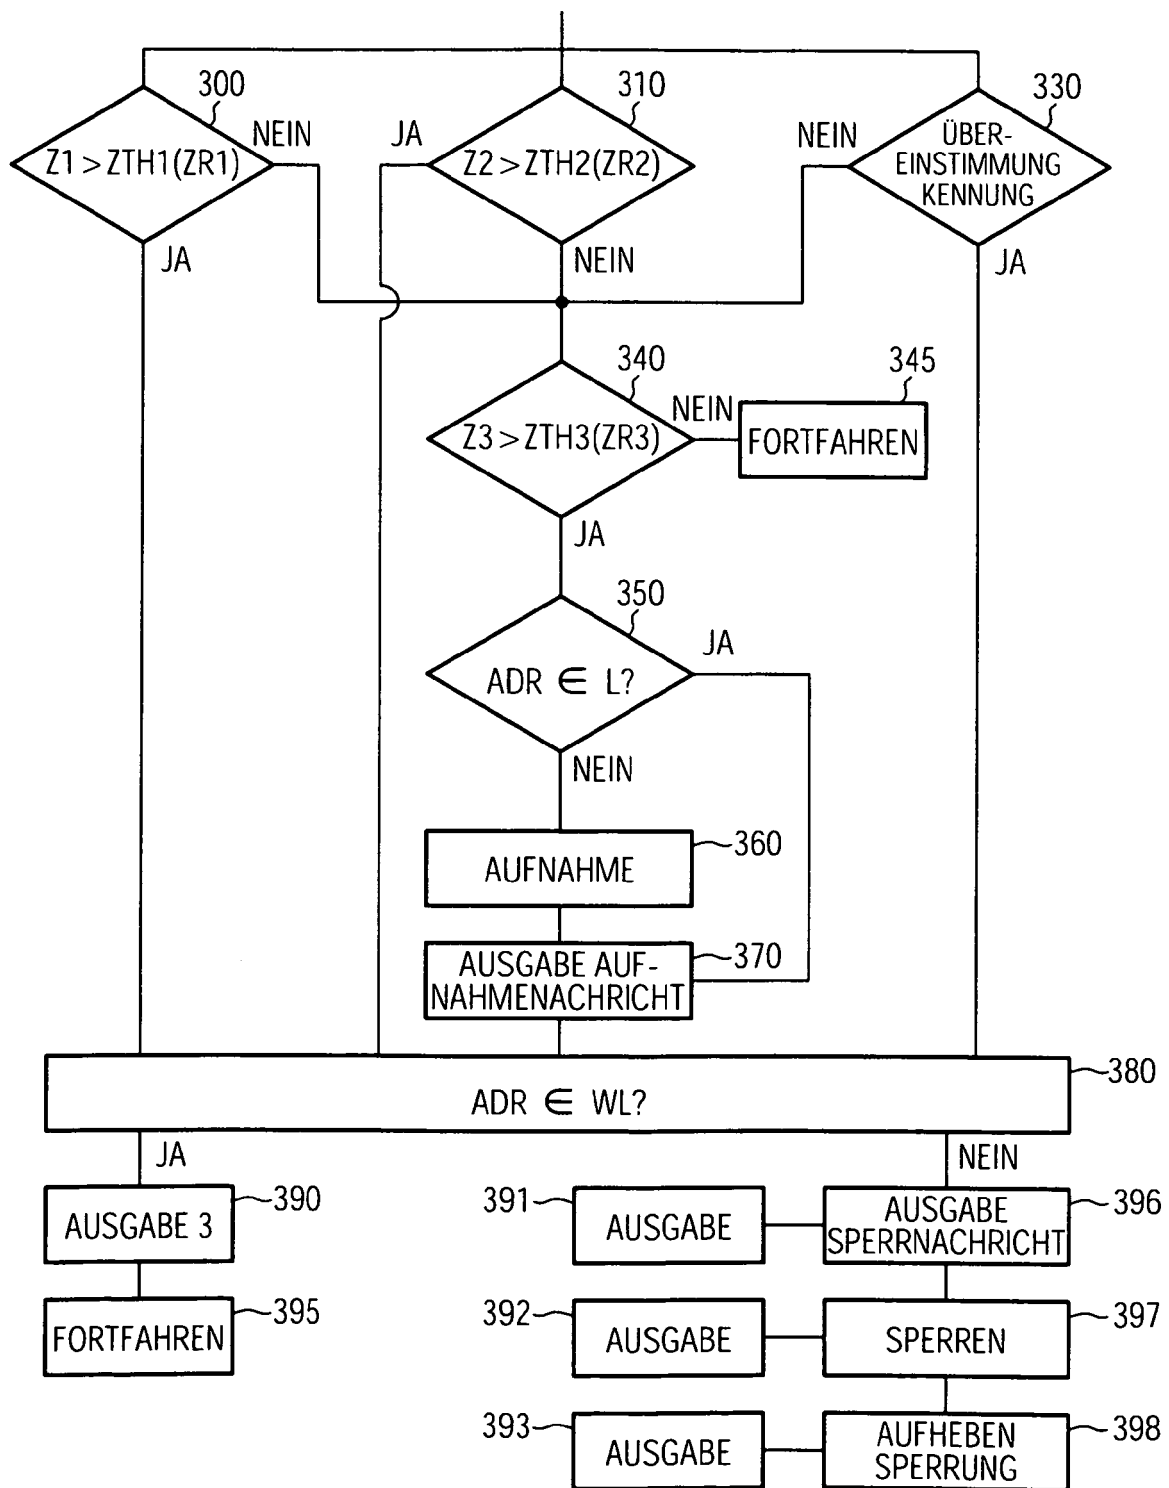 300
310
330
NEIN
JA
NEIN
Z1 > ZTH1(ZR1)
Z2 > ZTH2(ZR2)
ÜBER-
EINSTIMMUNG
KENNUNG
JA
NEIN
JA
340
345
NEIN
Z3 > ZTH3(ZR3)
FORTFAHREN
JA
350
JA
ADR ∈ L?
NEIN
360
AUFNAHME
370
AUSGABE AUF-
NAHMENACHRICHT
380
ADR ∈ WL?
JA
NEIN
390
AUSGABE 3
391
AUSGABE
396
AUSGABE
SPERRNACHRICHT
395
FORTFAHREN
392
AUSGABE
397
SPERREN
393
AUSGABE
398
AUFHEBEN
SPERRUNG